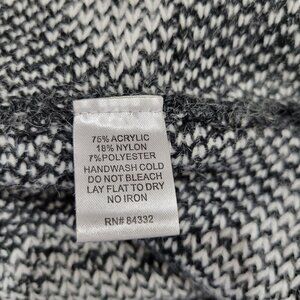 75% ACRYLIC
18% NYLON
7%POLYESTER
HANDWASH COLD
DO NOT BLEACH
LAY FLAT TO DRY
NO IRON
RN# 84332